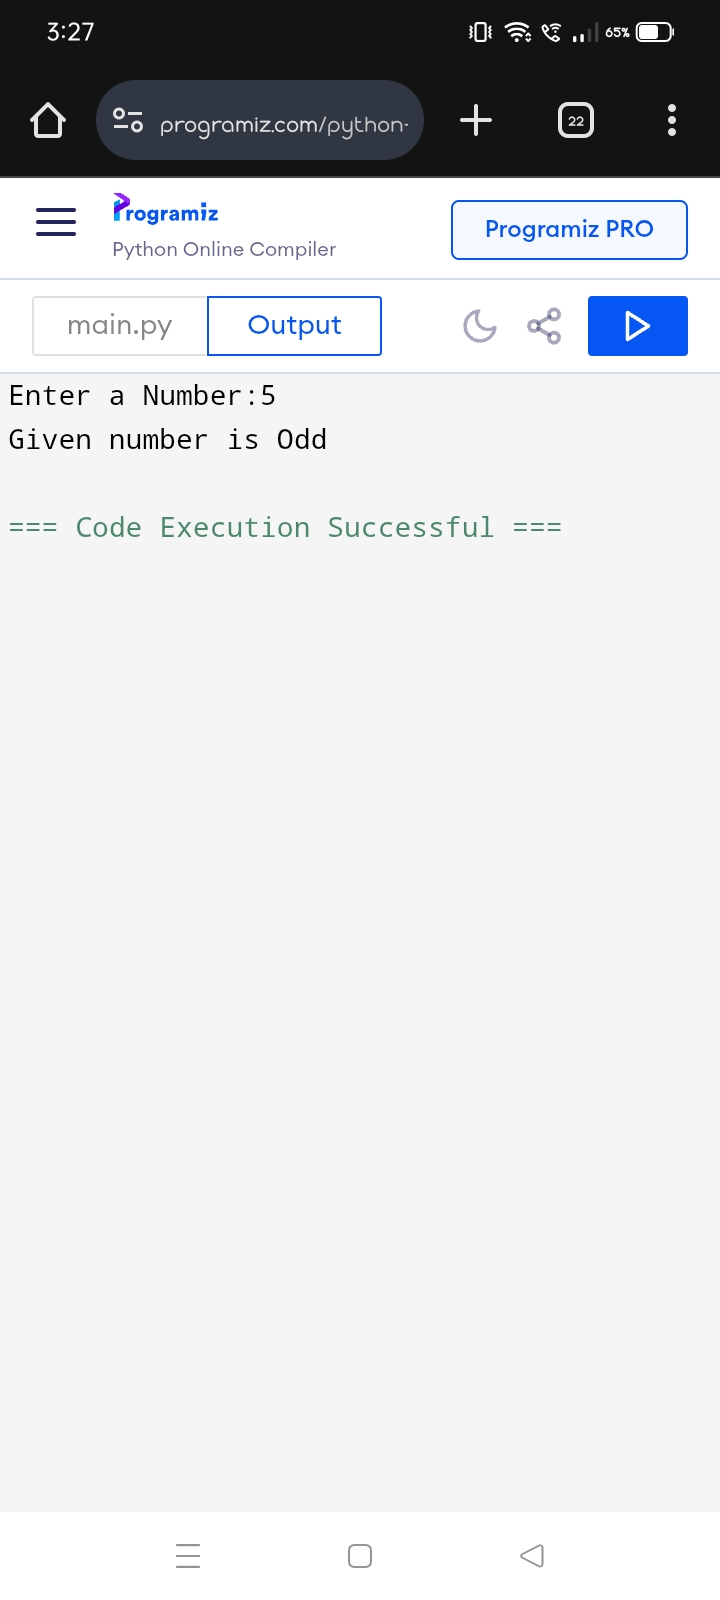 3:27
65%
programiz.com/python-
22
Programiz
Python Online Compiler
Programiz PRO
main.py
Output
Enter a Number:5
Given number is Odd
=== Code Execution Successful ===